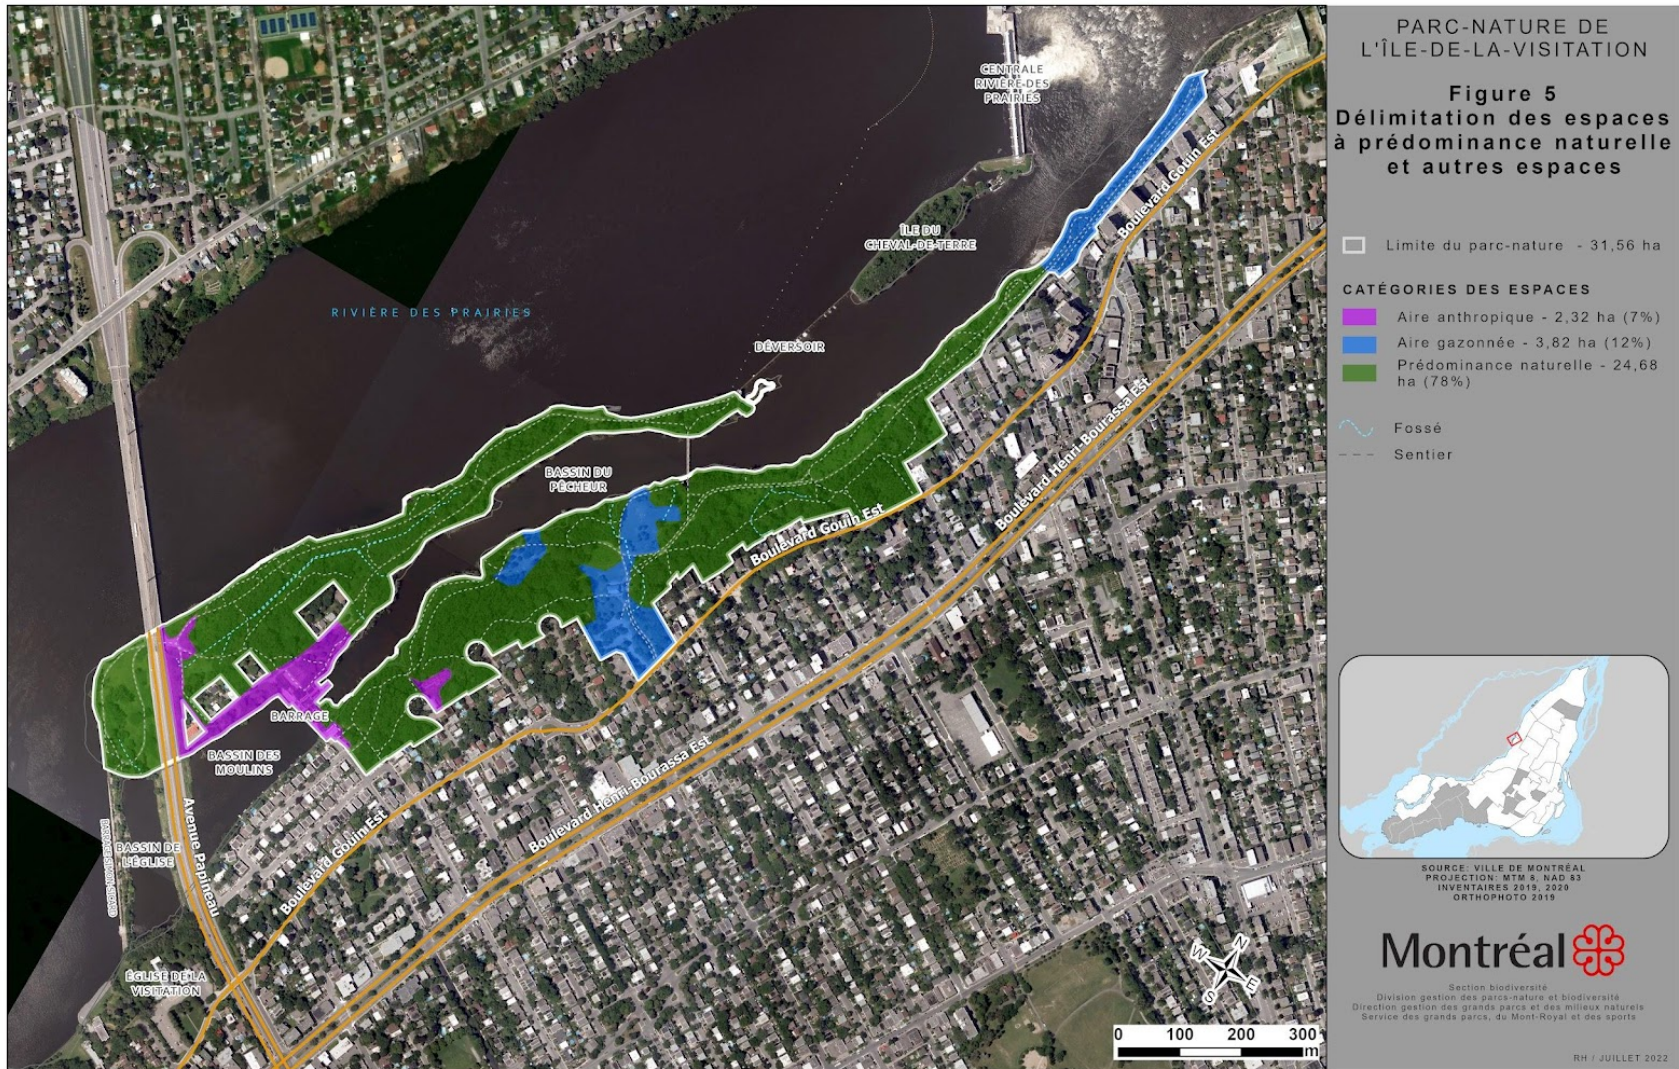 PARC-NATURE DE
L'ÎLE-DE-LA-VISITATION
Figure 5
Délimitation des espaces
à prédominance naturelle
et autres espaces
Limite du parc-nature - 31,56 ha
CATÉGORIES DES ESPACES
Aire anthropique - 2,32 ha (7%)
Aire gazonnée - 3,82 ha (12%)
Prédominance naturelle - 24,68
ha (78%)
Fossé
Sentier
SOURCE: VILLE DE MONTRÉAL
PROJECTION: MTM 8, NAD 83
INVENTAIRES 2019, 2020
ORTHOPHOTO 2019
Montréal
Section biodiversité
Division gestion des parcs-nature et biodiversité
Direction gestion des grands parcs et des milieux naturels
Service des grands parcs, du Mont-Royal et des sports
RH / JUILLET 2022
CENTRALE
RIVIÈRE-DES
PRAIRIES
Boulevard Gouin Est
ÎLE DU
CHEVAL-DE-TERRE
RIVIÈRE DES PRAIRIES
DÉVERSOIR
Boulevard Henri-Bourassa Est
BASSIN DU
PÊCHEUR
Boulevard Gouin Est
BARRAGE
BASSIN DES
MOULINS
Boulevard Henri-Bourassa Est
Avenue Papineau
BASSIN DE
L'ÉGLISE
Boulevard Gouin Est
ÉGLISE DE LA
VISITATION
N
W
E
S
0 100 200 300
m